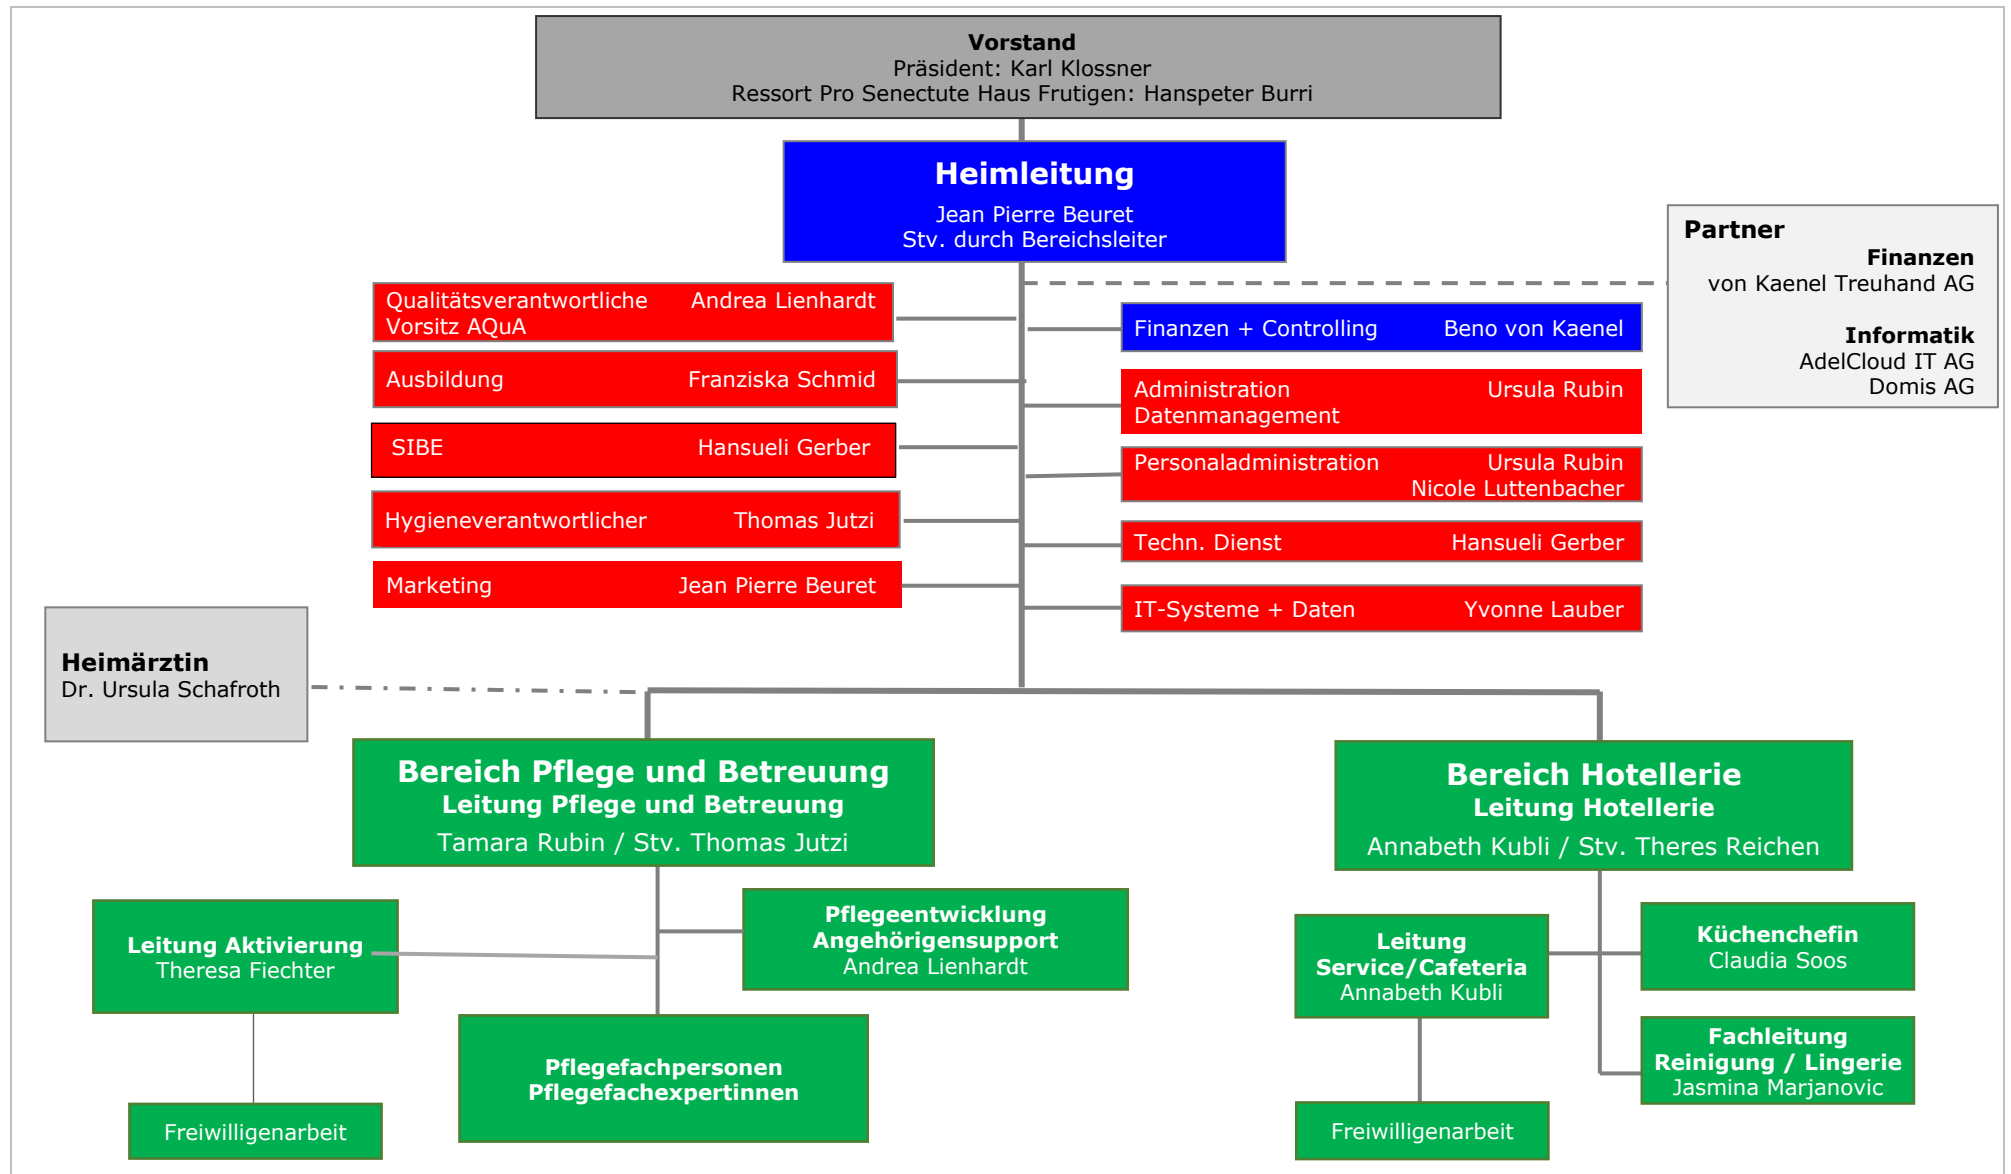 Vorstand
Präsident: Karl Klossner
Ressort Pro Senectute Haus Frutigen: Hanspeter Burri
Heimleitung
Jean Pierre Beuret
Stv. durch Bereichsleiter
Partner
Finanzen
von Kaenel Treuhand AG
Informatik
AdelCloud IT AG
Domis AG
Qualitätsverantwortliche Andrea Lienhardt
Vorsitz AQuA
Ausbildung Franziska Schmid
SIBE Hansueli Gerber
Hygieneverantwortlicher Thomas Jutzi
Marketing Jean Pierre Beuret
Finanzen + Controlling Beno von Kaenel
Administration Ursula Rubin
Datenmanagement
Personaladministration Ursula Rubin
Nicole Luttenbacher
Techn. Dienst Hansueli Gerber
IT-Systeme + Daten Yvonne Lauber
Heimärztin
Dr. Ursula Schafroth
Bereich Pflege und Betreuung
Leitung Pflege und Betreuung
Tamara Rubin / Stv. Thomas Jutzi
Bereich Hotellerie
Leitung Hotellerie
Annabeth Kubli / Stv. Theres Reichen
Leitung Aktivierung
Theresa Fiechter
Pflegeentwicklung
Angehörigensupport
Andrea Lienhardt
Pflegefachpersonen
Pflegefachexpertinnen
Freiwilligenarbeit
Leitung
Service/Cafeteria
Annabeth Kubli
Küchenchefin
Claudia Soos
Fachleitung
Reinigung / Lingerie
Jasmina Marjanovic
Freiwilligenarbeit